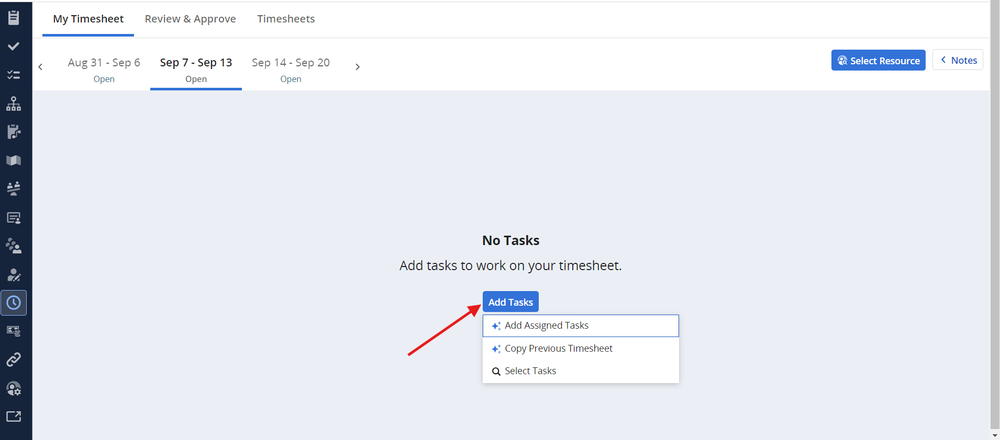 My Timesheet Review & Approve Timesheets
Aug 31 - Sep 6 Sep 7 - Sep 13 Sep 14 - Sep 20
Open Open Open
Select Resource Notes
No Tasks
Add tasks to work on your timesheet.
Add Tasks
Add Assigned Tasks
Copy Previous Timesheet
Select Tasks